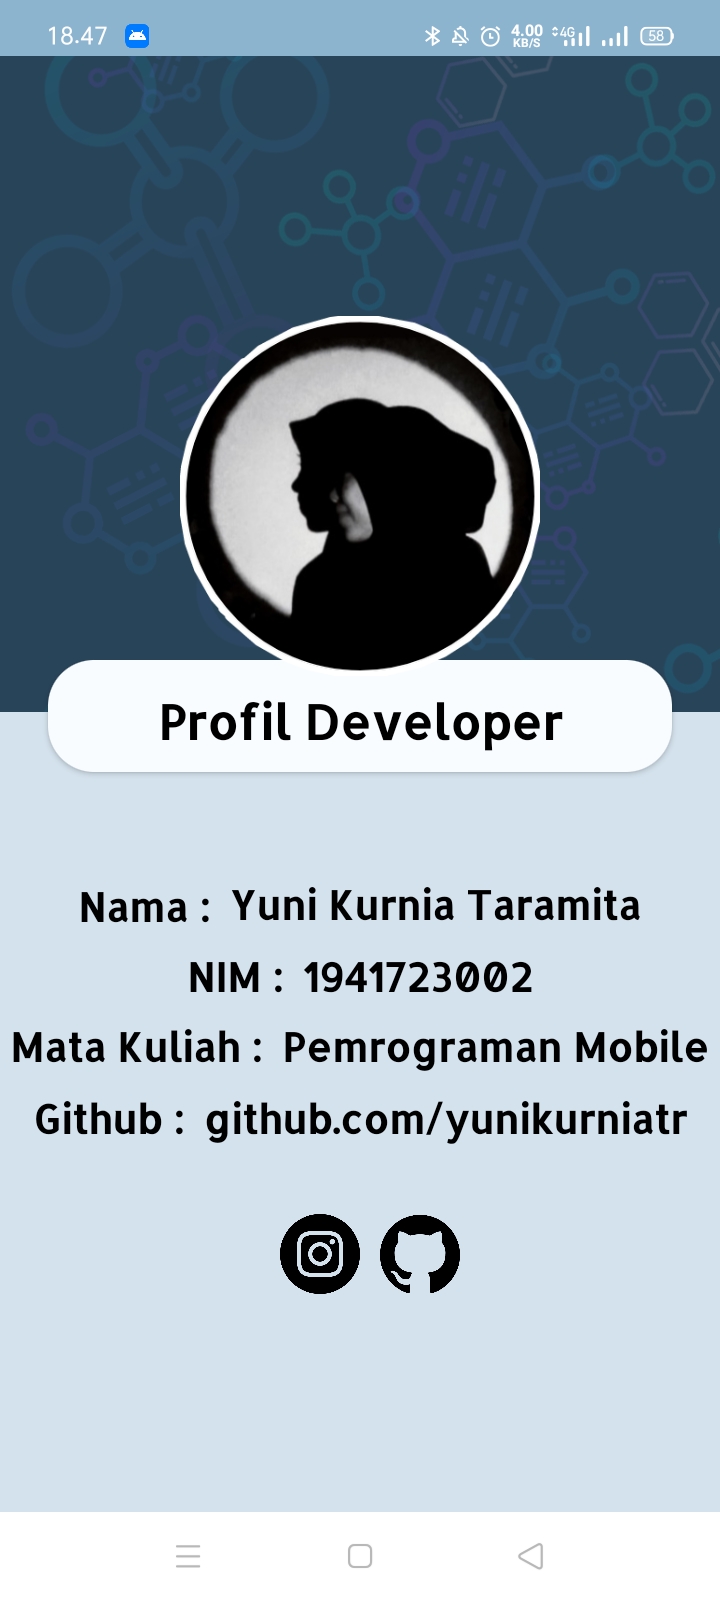 18.47 4.00 KB/S 4G 58
Profil Developer
Nama : Yuni Kurnia Taramita
NIM : 1941723002
Mata Kuliah : Pemrograman Mobile
Github : github.com/yunikurniatr